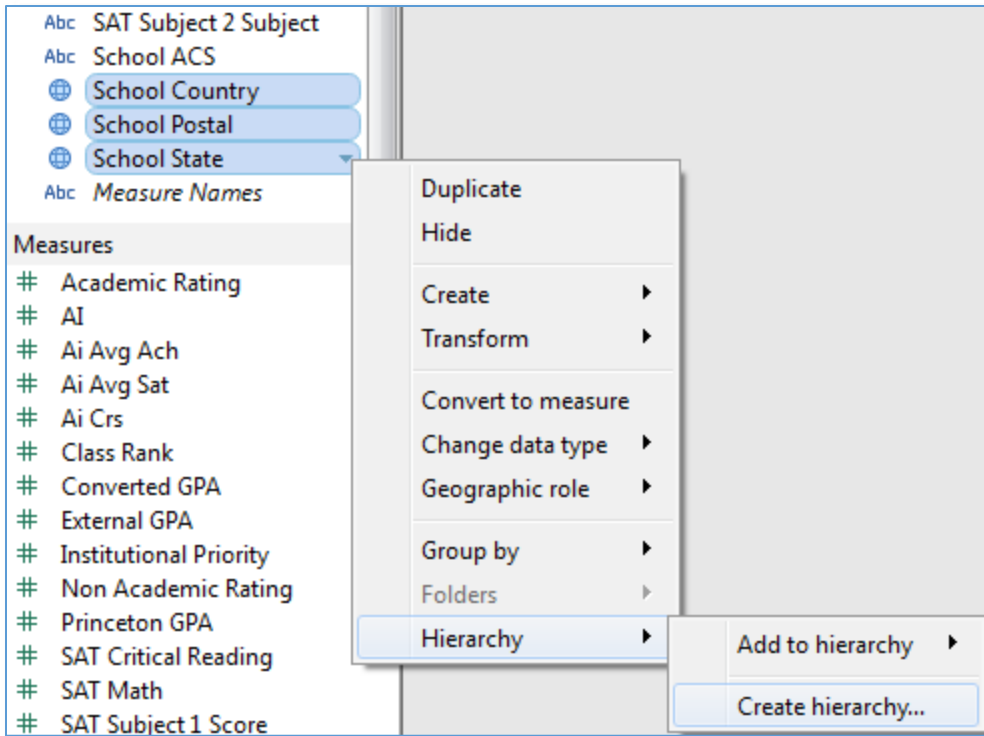 Abc SAT Subject 2 Subject
Abc School ACS
School Country
School Postal
School State
Abc Measure Names
Measures
# Academic Rating
# AI
# Ai Avg Ach
# Ai Avg Sat
# Ai Crs
# Class Rank
# Converted GPA
# External GPA
# Institutional Priority
# Non Academic Rating
# Princeton GPA
# SAT Critical Reading
# SAT Math
# SAT Subject 1 Score
Duplicate
Hide
Create
Transform
Convert to measure
Change data type
Geographic role
Group by
Folders
Hierarchy
Add to hierarchy
Create hierarchy...